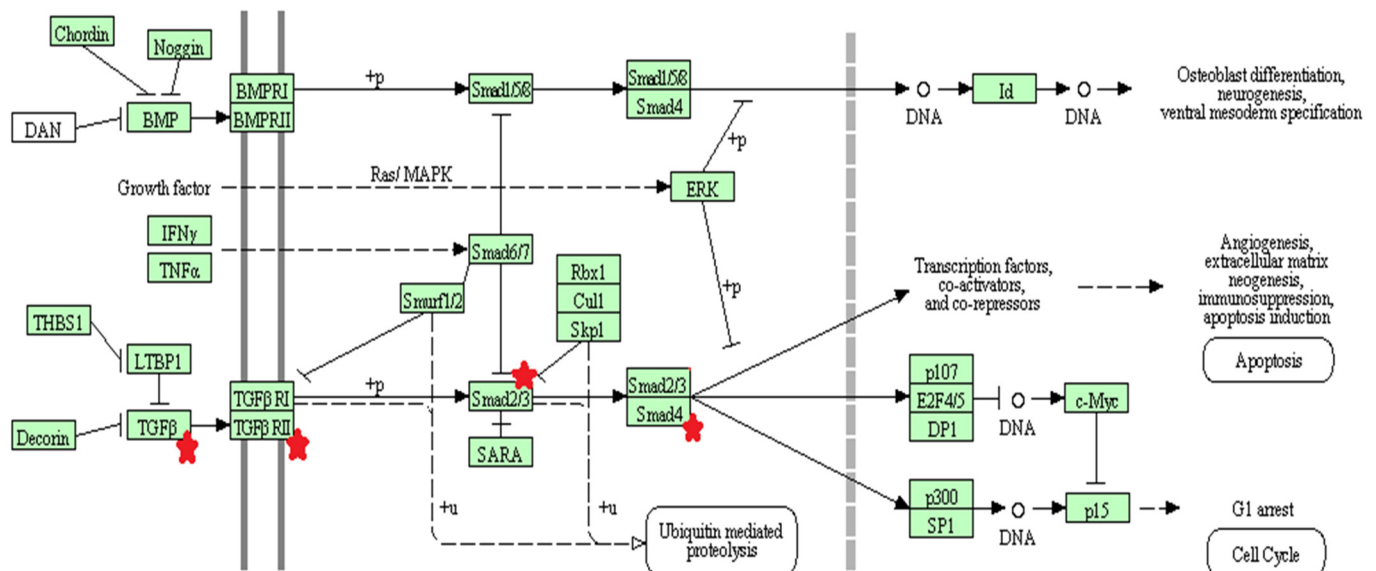 Chordin
Noggin
DAN
BMP
BMPRI
BMPRII
+p
Smad1/5/8
Smad1/5/8
Smad4
DNA
Id
DNA
Osteoblast differentiation,
neurogenesis,
ventral mesoderm specification
+p
Growth factor
Ras/ MAPK
ERK
IFNγ
TNFα
Smad6/7
Rbx1
Cul1
Skp1
Smurf1/2
+p
Transcription factors,
co-activators,
and co-repressors
Angiogenesis,
extracellular matrix
neogenesis,
immunosuppression,
apoptosis induction
Apoptosis
THBS1
LTBP1
Decorin
TGFβ
TGFβ RI
TGFβ RII
+p
Smad2/3
SARA
Smad2/3
Smad4
p107
E2F4/5
DP1
DNA
c-Myc
+u
+u
Ubiquitin mediated
proteolysis
p300
SP1
DNA
p15
G1 arrest
Cell Cycle